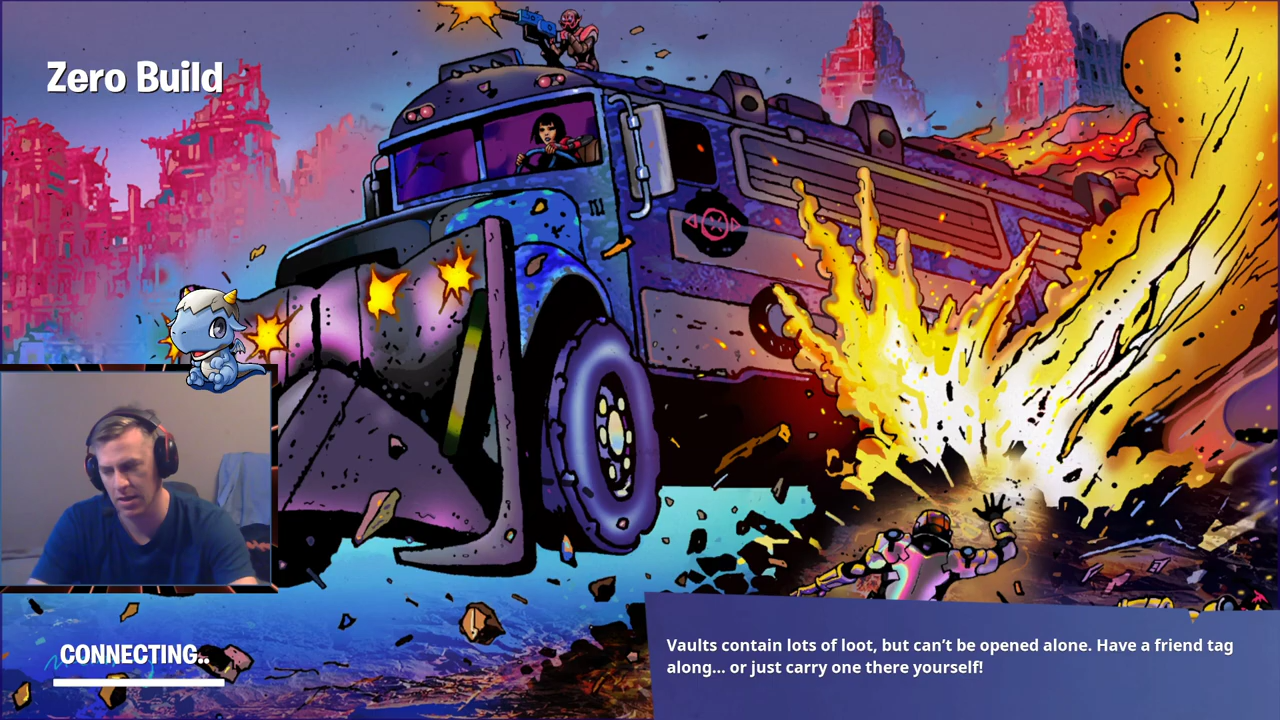 Zero Build
CONNECTING..
Vaults contain lots of loot, but can't be opened alone. Have a friend tag
along... or just carry one there yourself!